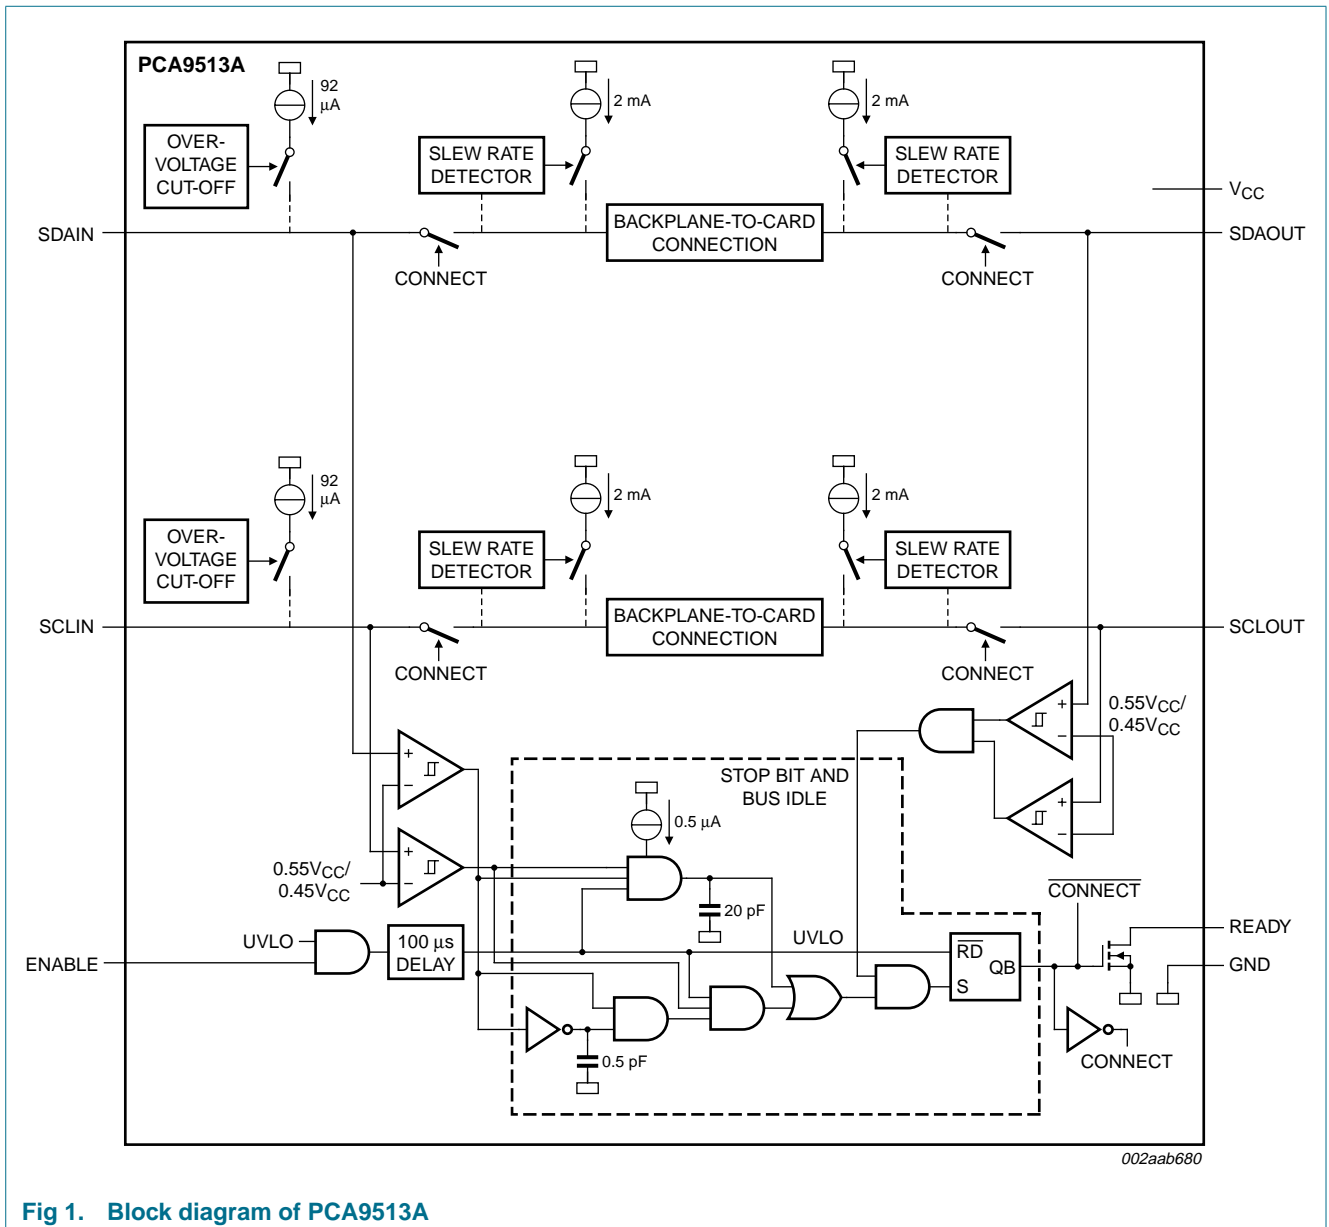 PCA9513A
92
μA
2 mA
2 mA
OVER-
VOLTAGE
CUT-OFF
SLEW RATE
DETECTOR
SLEW RATE
DETECTOR
VCC
SDAIN
BACKPLANE-TO-CARD
CONNECTION
SDAOUT
CONNECT
CONNECT
92
μA
2 mA
2 mA
OVER-
VOLTAGE
CUT-OFF
SLEW RATE
DETECTOR
SLEW RATE
DETECTOR
SCLIN
BACKPLANE-TO-CARD
CONNECTION
SCLOUT
CONNECT
CONNECT
+
−
0.55VCC/
0.45VCC
+
−
STOP BIT AND
BUS IDLE
+
−
0.5 μA
+
−
0.55VCC/
0.45VCC
20 pF
CONNECT
UVLO
100 μs
DELAY
UVLO
RD
QB
S
READY
ENABLE
GND
0.5 pF
CONNECT
002aab680
Fig 1. Block diagram of PCA9513A